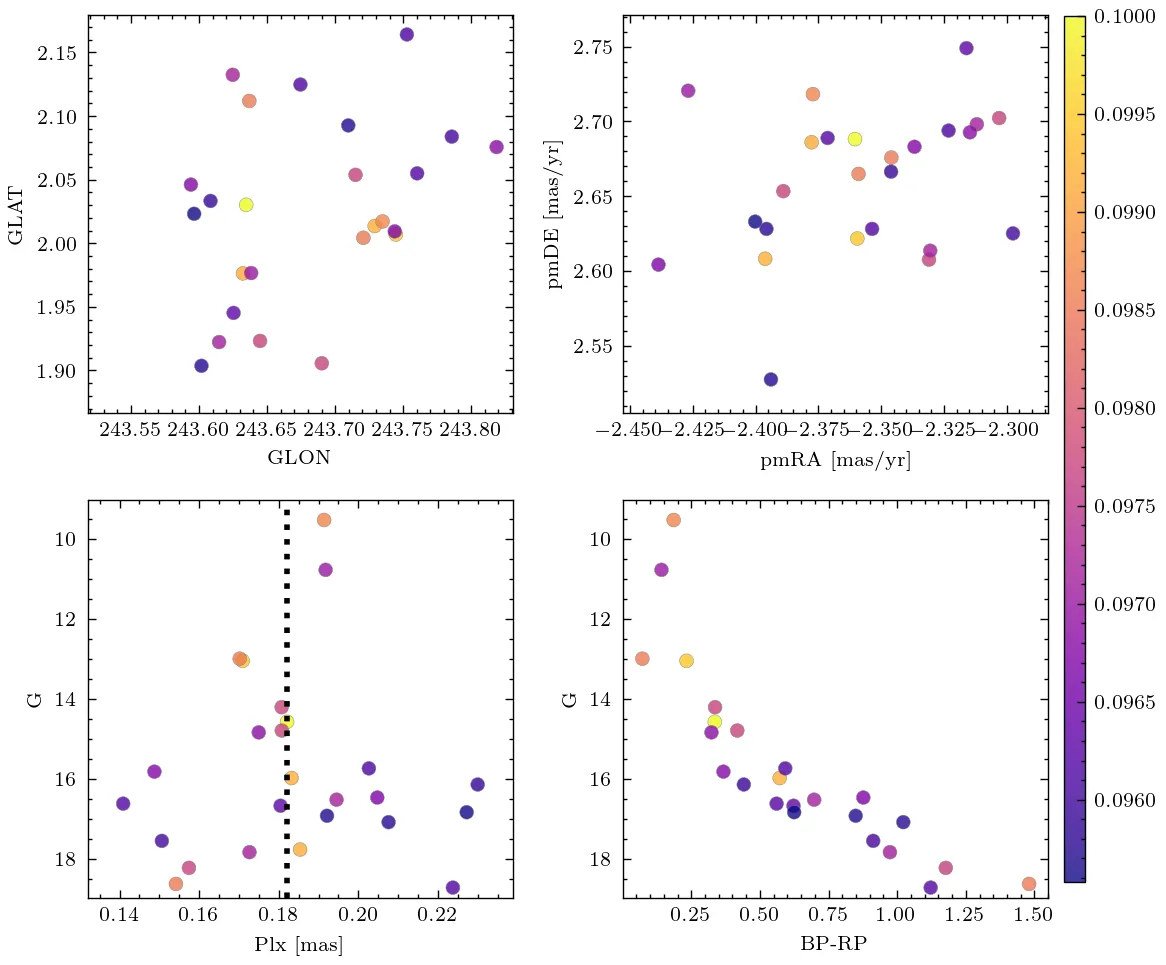 2.15
2.10
2.05
2.00
1.95
1.90
GLAT
243.55 243.60 243.65 243.70 243.75 243.80
GLON
2.75
2.70
2.65
2.60
2.55
pmDE [mas/yr]
−2.450 −2.425 −2.400 −2.375 −2.350 −2.325 −2.300
pmRA [mas/yr]
10
12
14
16
18
G
0.14 0.16 0.18 0.20 0.22
Plx [mas]
10
12
14
16
18
G
0.25 0.50 0.75 1.00 1.25 1.50
BP-RP
0.1000
0.0995
0.0990
0.0985
0.0980
0.0975
0.0970
0.0965
0.0960